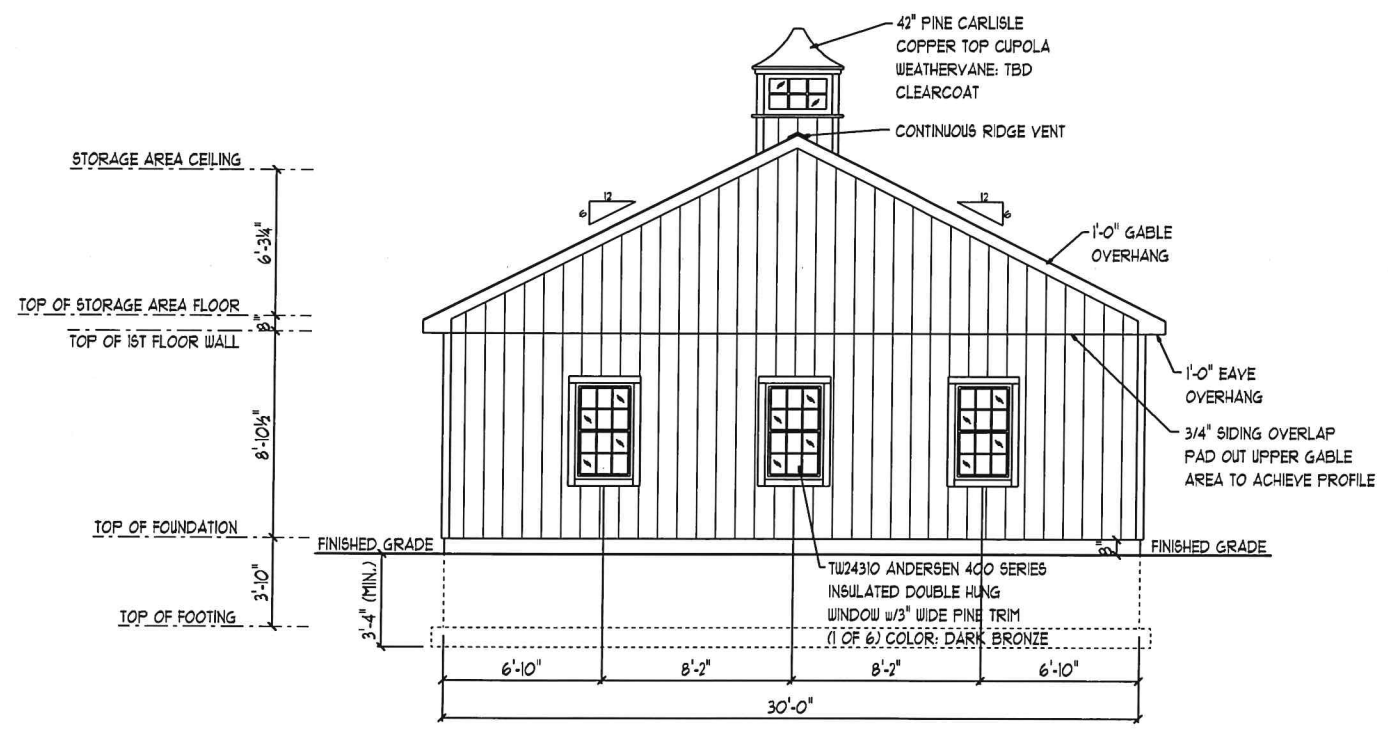 42" PINE CARLISLE
COPPER TOP CUPOLA
WEATHERVANE: TBD
CLEARCOAT
CONTINUOUS RIDGE VENT
STORAGE AREA CEILING
12
6
12
6
6'-3¼"
1'-0" GABLE
OVERHANG
TOP OF STORAGE AREA FLOOR
8"
TOP OF 1ST FLOOR WALL
1'-0" EAVE
OVERHANG
8'-10½"
3/4" SIDING OVERLAP
PAD OUT UPPER GABLE
AREA TO ACHIEVE PROFILE
TOP OF FOUNDATION
FINISHED GRADE
8"
FINISHED GRADE
3'-10"
3'-4" (MIN.)
TW24310 ANDERSEN 400 SERIES
INSULATED DOUBLE HUNG
WINDOW w/3" WIDE PINE TRIM
(1 OF 6) COLOR: DARK BRONZE
TOP OF FOOTING
6'-10"
8'-2"
8'-2"
6'-10"
30'-0"